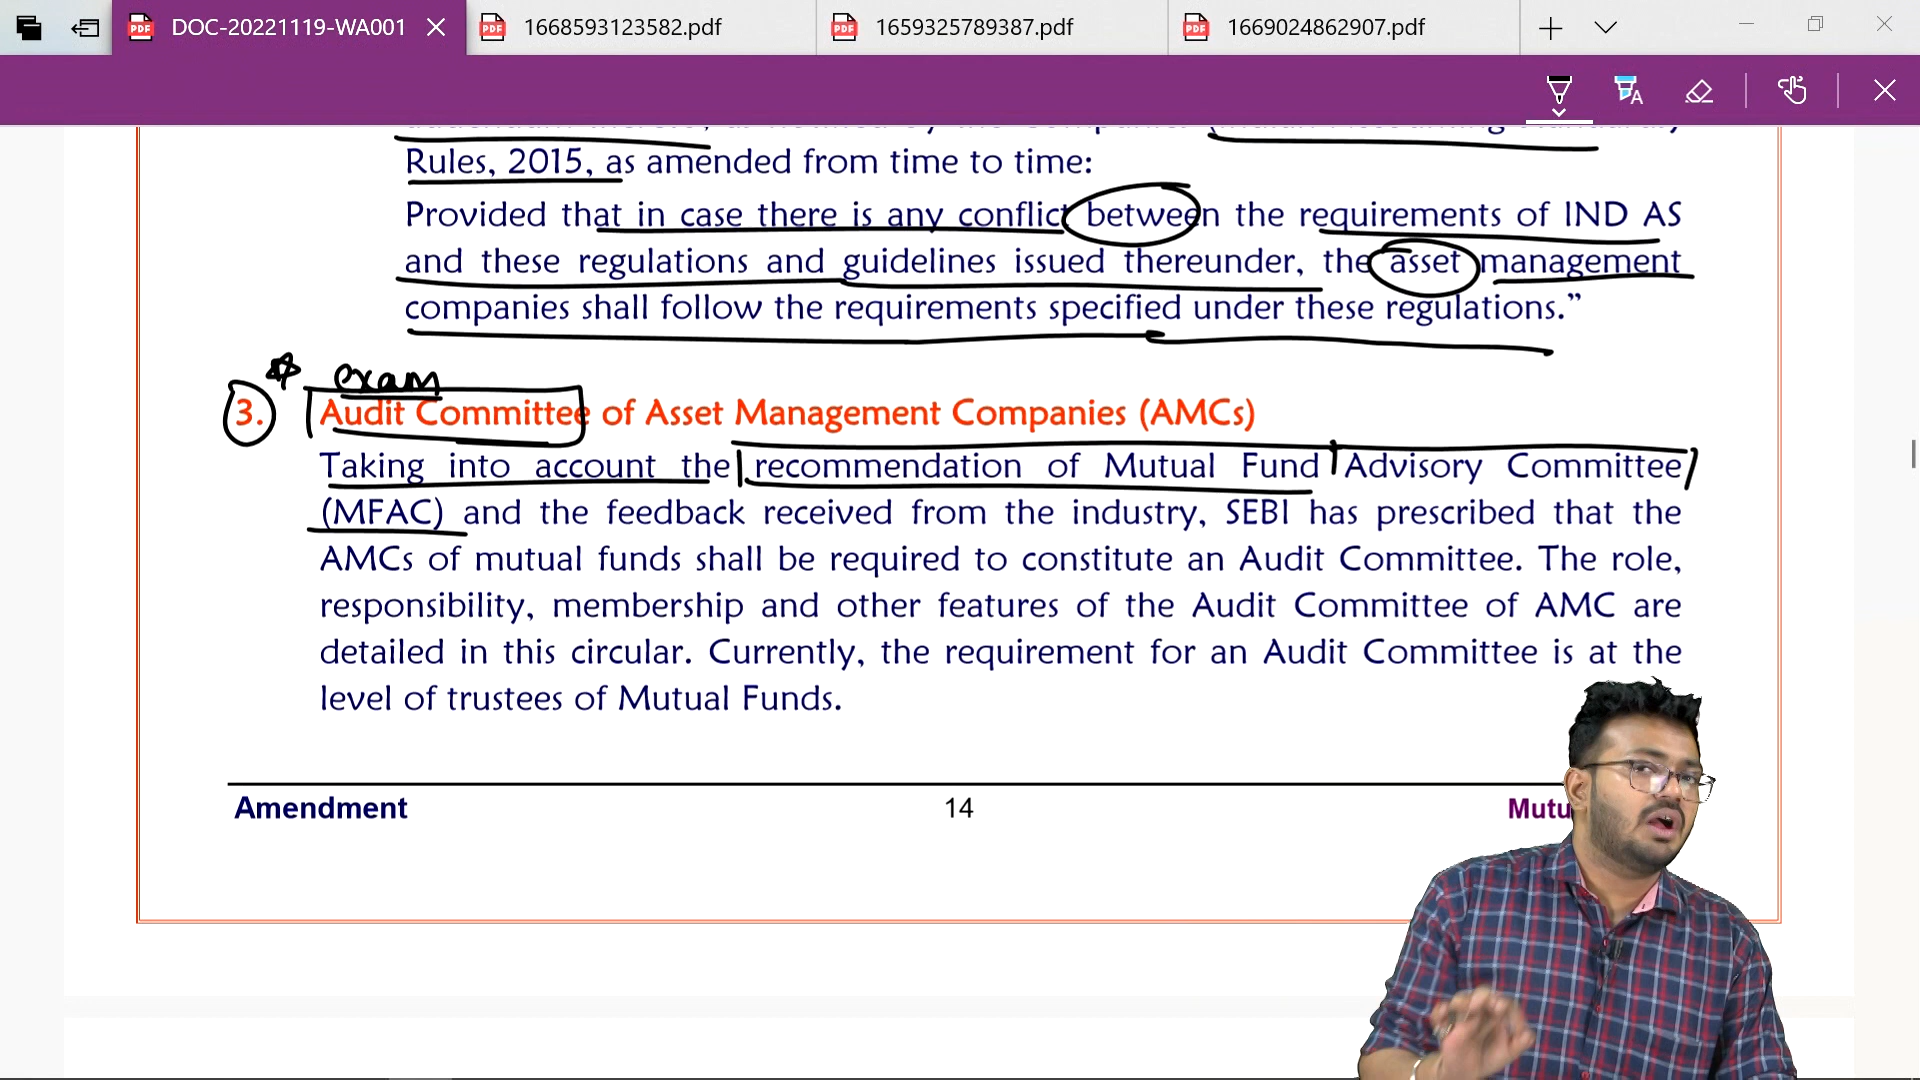 DOC-20221119-WA001
1668593123582.pdf
1659325789387.pdf
1669024862907.pdf
Rules, 2015, as amended from time to time:
Provided that in case there is any conflict between the requirements of IND AS
and these regulations and guidelines issued thereunder, the asset management
companies shall follow the requirements specified under these regulations.”
exam
3. Audit Committee of Asset Management Companies (AMCs)
Taking into account the recommendation of Mutual Fund Advisory Committee
(MFAC) and the feedback received from the industry, SEBI has prescribed that the
AMCs of mutual funds shall be required to constitute an Audit Committee. The role,
responsibility, membership and other features of the Audit Committee of AMC are
detailed in this circular. Currently, the requirement for an Audit Committee is at the
level of trustees of Mutual Funds.
Amendment 14 Mutu